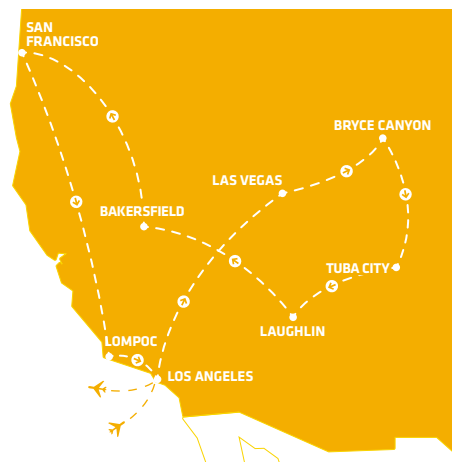 SAN
FRANCISCO
BRYCE CANYON
LAS VEGAS
BAKERSFIELD
TUBA CITY
LAUGHLIN
LOMPOC
LOS ANGELES